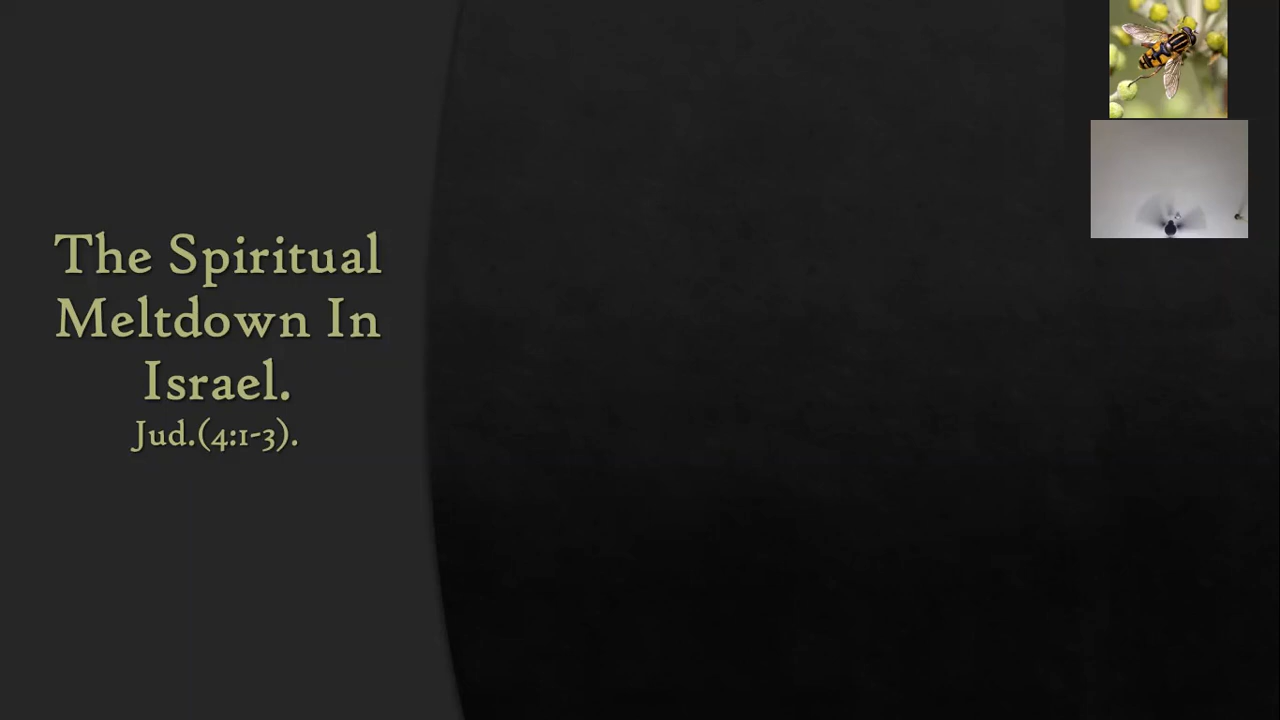 The Spiritual
Meltdown In
Israel.
Jud.(4:1-3).